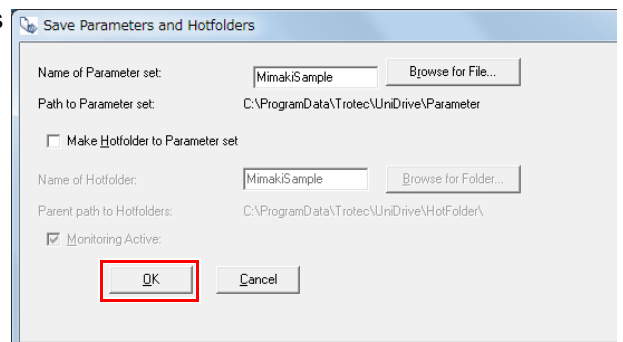 s
Save Parameters and Hotfolders
Name of Parameter set: MimakiSample Browse for File...
Path to Parameter set: C:\ProgramData\Trotec\UniDrive\Parameter
Make Hotfolder to Parameter set
Name of Hotfolder: MimakiSample Browse for Folder...
Parent path to Hotfolders: C:\ProgramData\Trotec\UniDrive\HotFolder\
Monitoring Active:
OK Cancel